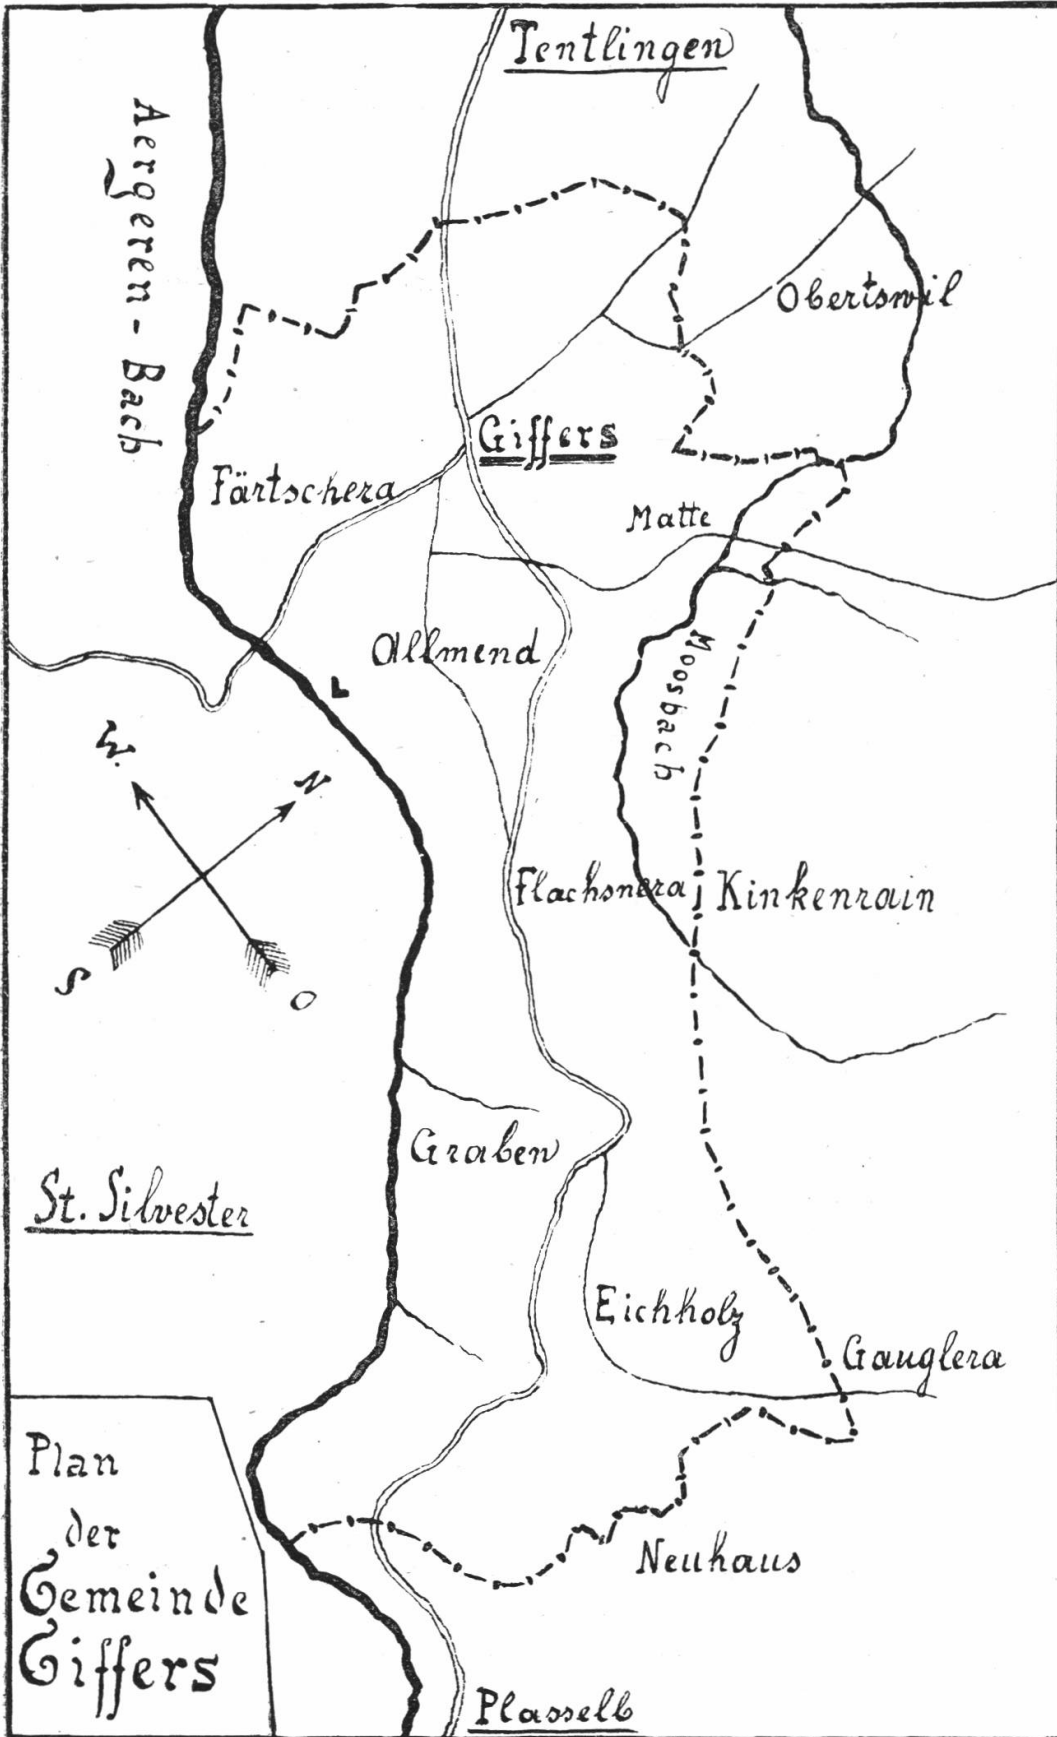 Tentlingen
Aergeren-Bach
Obertswil
Giffers
Färtschera
Matte
Allmend
Moosbach
W.
N
S
O
Flachsnera
Kinkenrain
Graben
St. Silvester
Eichholz
Gauglera
Neuhaus
Plasselb
Plan
der
Gemeinde
Giffers